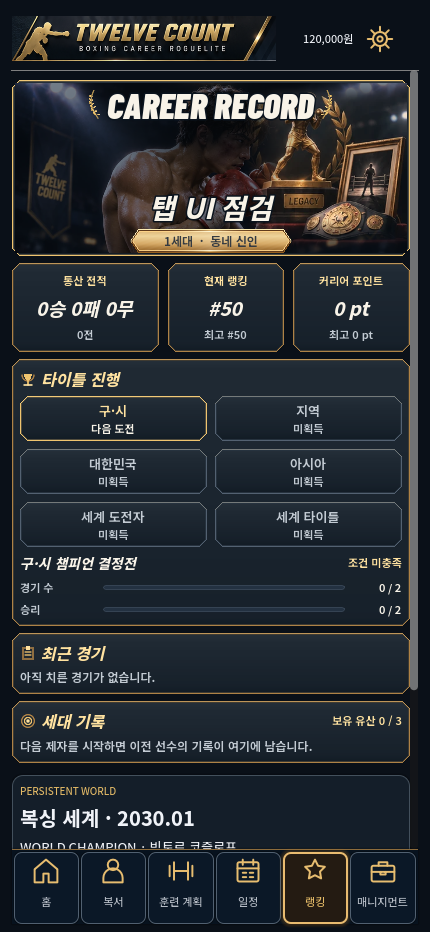 TWELVE COUNT
BOXING CAREER ROGUELITE
120,000원
CAREER RECORD
TWELVE
COUNT
LEGACY
탭 UI 점검
1세대 · 동네 신인
통산 전적
0승 0패 0무
0전
현재 랭킹
#50
최고 #50
커리어 포인트
0 pt
최고 0 pt
타이틀 진행
구·시
다음 도전
지역
미획득
대한민국
미획득
아시아
미획득
세계 도전자
미획득
세계 타이틀
미획득
구·시 챔피언 결정전
조건 미충족
경기 수
0 / 2
승리
0 / 2
최근 경기
아직 치른 경기가 없습니다.
세대 기록
보유 유산 0 / 3
다음 제자를 시작하면 이전 선수의 기록이 여기에 남습니다.
PERSISTENT WORLD
복싱 세계 · 2030.01
WORLD CHAMPION · 빅토르 코즐로프
홈
복서
훈련 계획
일정
랭킹
매니지먼트